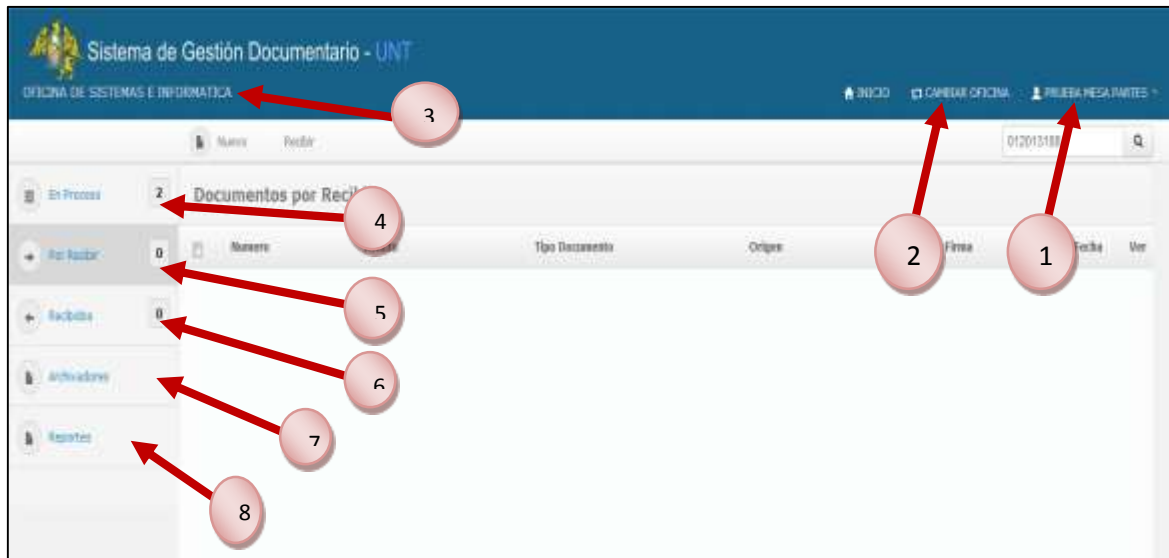 Sistema de Gestión Documentario - UNT
OFICINA DE SISTEMAS E INFORMATICA
3
INICIO
CAMBIAR OFICINA
PRUEBA MESA PARTES
Nuevo Recibir
En Proceso 2
Documentos por Reci
4
Por Recibir 0
Numero
Tipo Documento
Origen
2
Firma
1
Fecha
Ver
5
Recibidos 0
6
Archivadores
7
Reportes
8